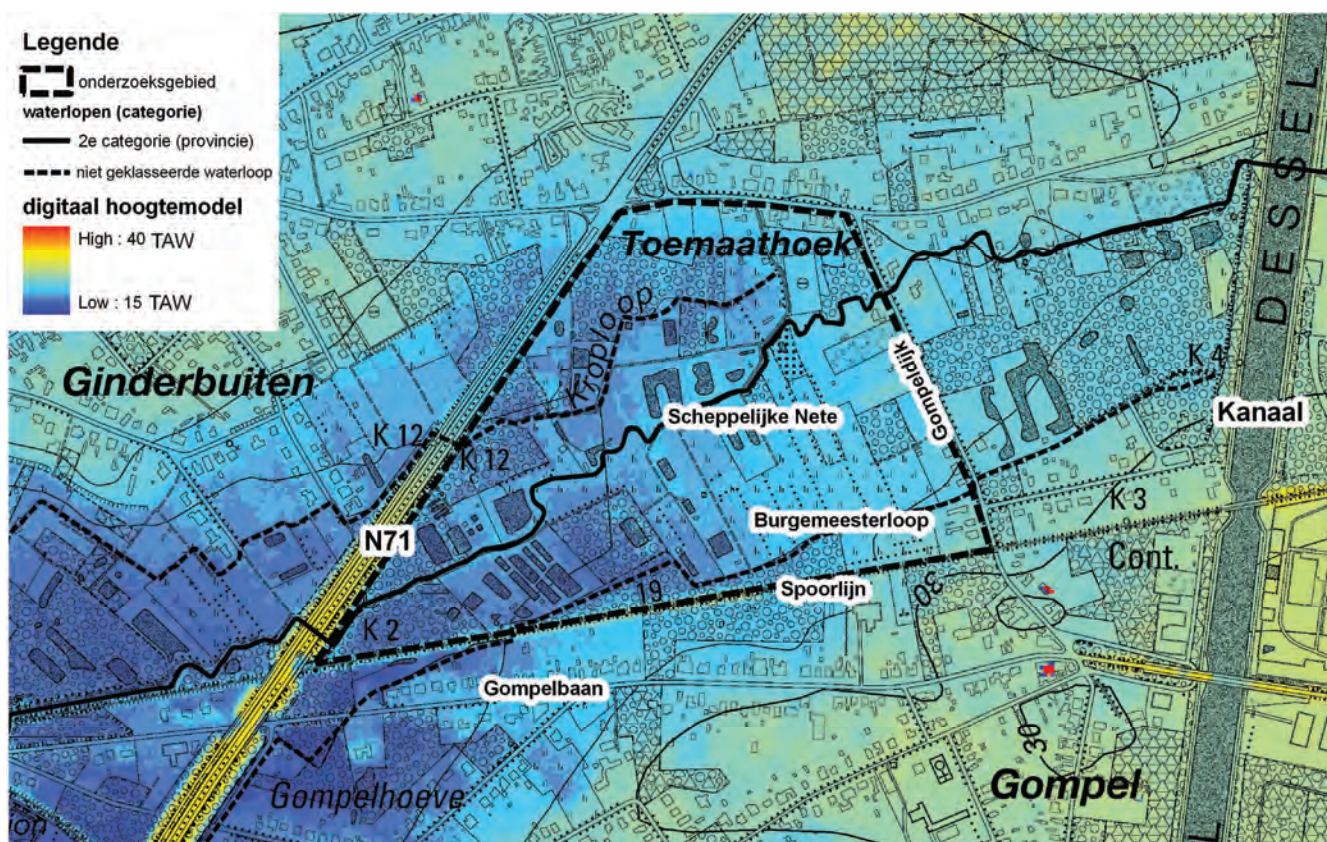 Legende
onderzoeksgebied
waterlopen (categorie)
2e categorie (provincie)
niet geklasseerde waterloop
digitaal hoogtemodel
High : 40 TAW
Low : 15 TAW
DESSEL
Toemaathoek
Kroploop
Ginderbuiten
Gompeldijk
K 4
Kanaal
Scheppelijke Nete
K 12
K 12
K 3
N71
Burgemeesterloop
Cont.
19
Spoorlijn
30
K 2
Gompelbaan
30
Gompel
Gompelhoeve
L